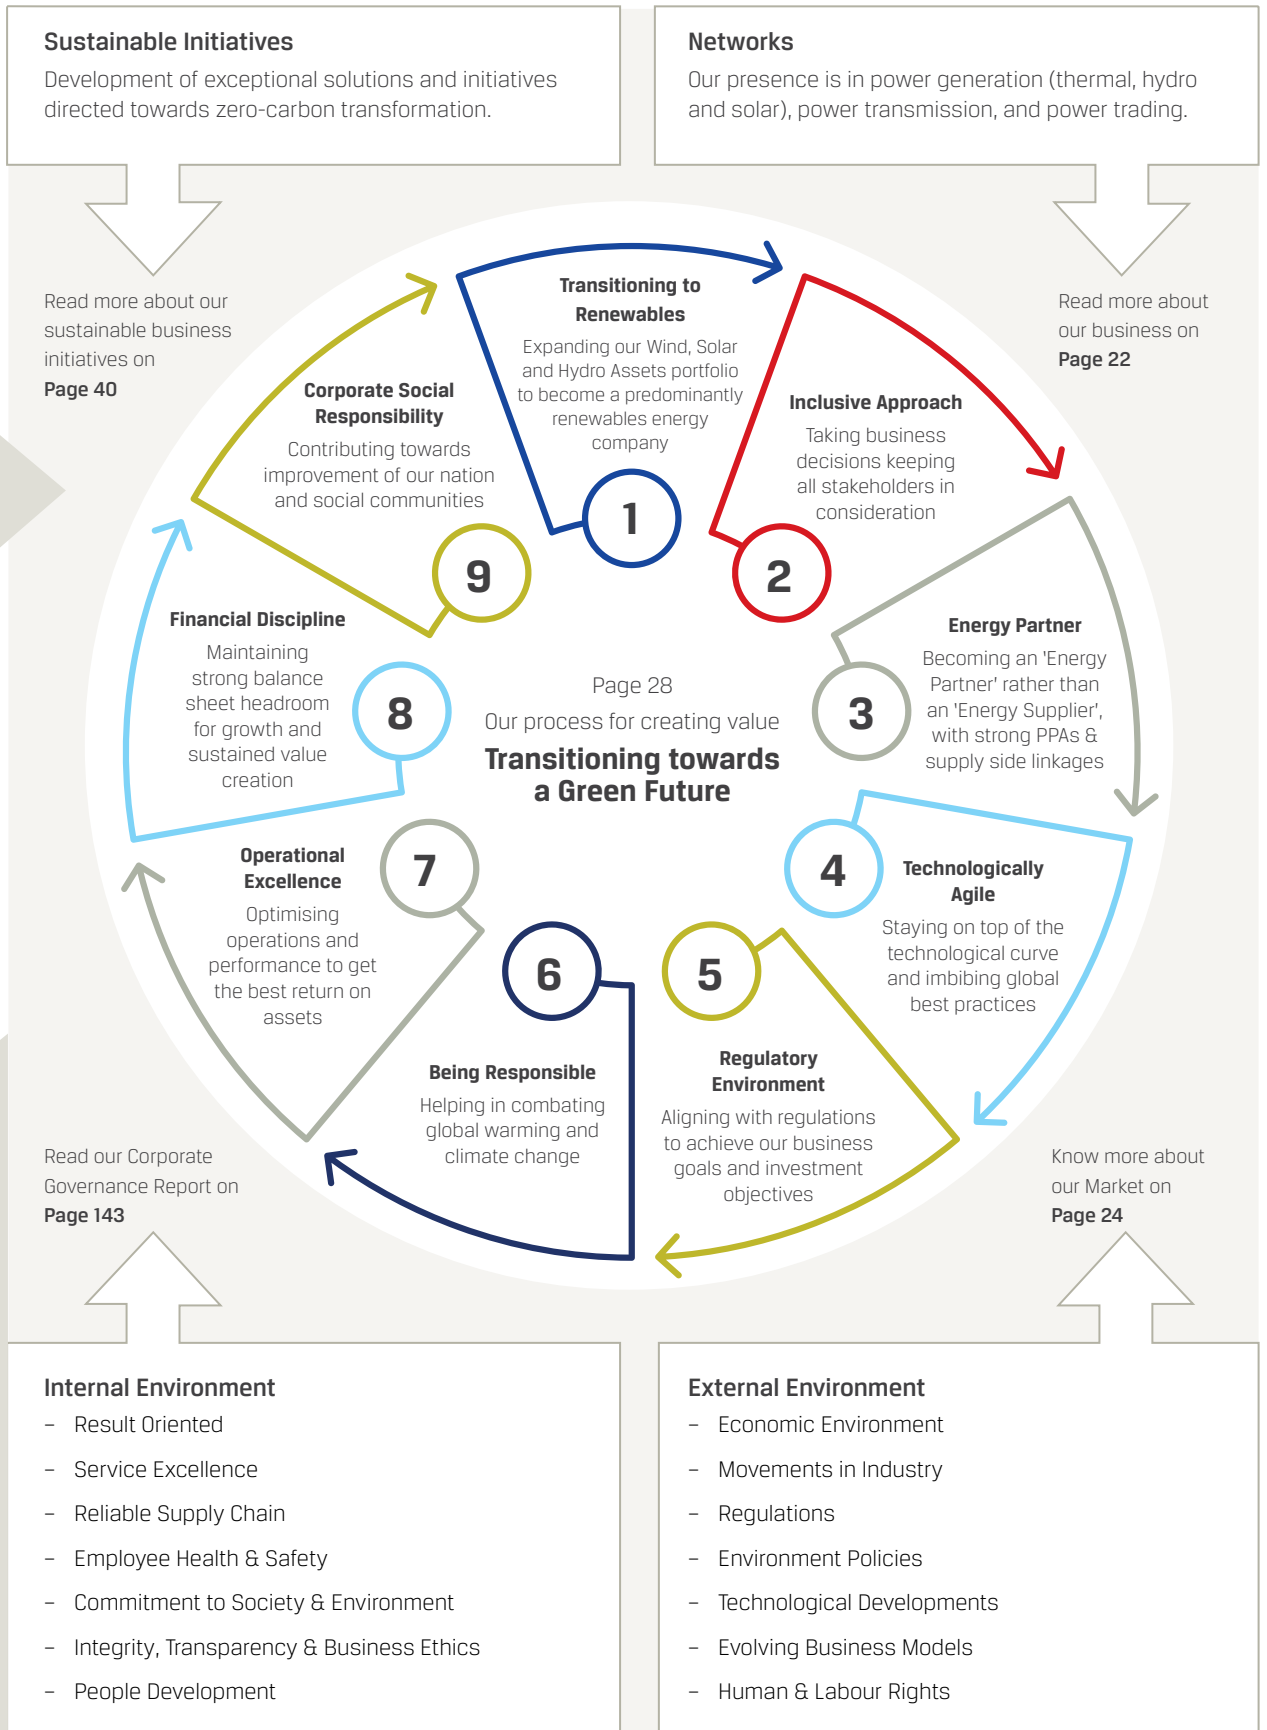 Sustainable Initiatives
Development of exceptional solutions and initiatives
directed towards zero-carbon transformation.
Networks
Our presence is in power generation (thermal, hydro
and solar), power transmission, and power trading.
Read more about our
sustainable business
initiatives on
Page 40
Read more about
our business on
Page 22
Transitioning to
Renewables
Expanding our Wind, Solar
and Hydro Assets portfolio
to become a predominantly
renewables energy
company
1
Inclusive Approach
Taking business
decisions keeping
all stakeholders in
consideration
2
Energy Partner
Becoming an 'Energy
Partner' rather than
an 'Energy Supplier',
with strong PPAs &
supply side linkages
3
Technologically
Agile
Staying on top of the
technological curve
and imbibing global
best practices
4
Regulatory
Environment
Aligning with regulations
to achieve our business
goals and investment
objectives
5
Being Responsible
Helping in combating
global warming and
climate change
6
Operational
Excellence
Optimising
operations and
performance to get
the best return on
assets
7
Financial Discipline
Maintaining
strong balance
sheet headroom
for growth and
sustained value
creation
8
Corporate Social
Responsibility
Contributing towards
improvement of our nation
and social communities
9
Page 28
Our process for creating value
Transitioning towards
a Green Future
Read our Corporate
Governance Report on
Page 143
Know more about
our Market on
Page 24
Internal Environment
– Result Oriented
– Service Excellence
– Reliable Supply Chain
– Employee Health & Safety
– Commitment to Society & Environment
– Integrity, Transparency & Business Ethics
– People Development
External Environment
– Economic Environment
– Movements in Industry
– Regulations
– Environment Policies
– Technological Developments
– Evolving Business Models
– Human & Labour Rights